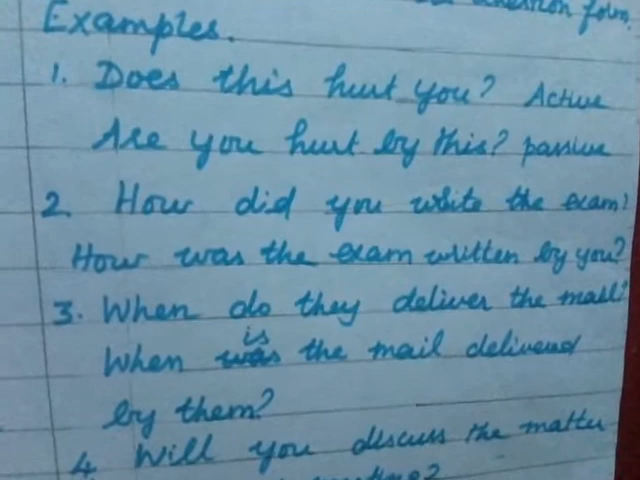 question form.
Examples.
1. Does this hurt you? Active
Are you hurt by this? passive
2. How did you write the exam?
How was the exam written by you?
3. When do they deliver the mail?
is
When was the mail delivered
by them?
4. Will you discuss the matter